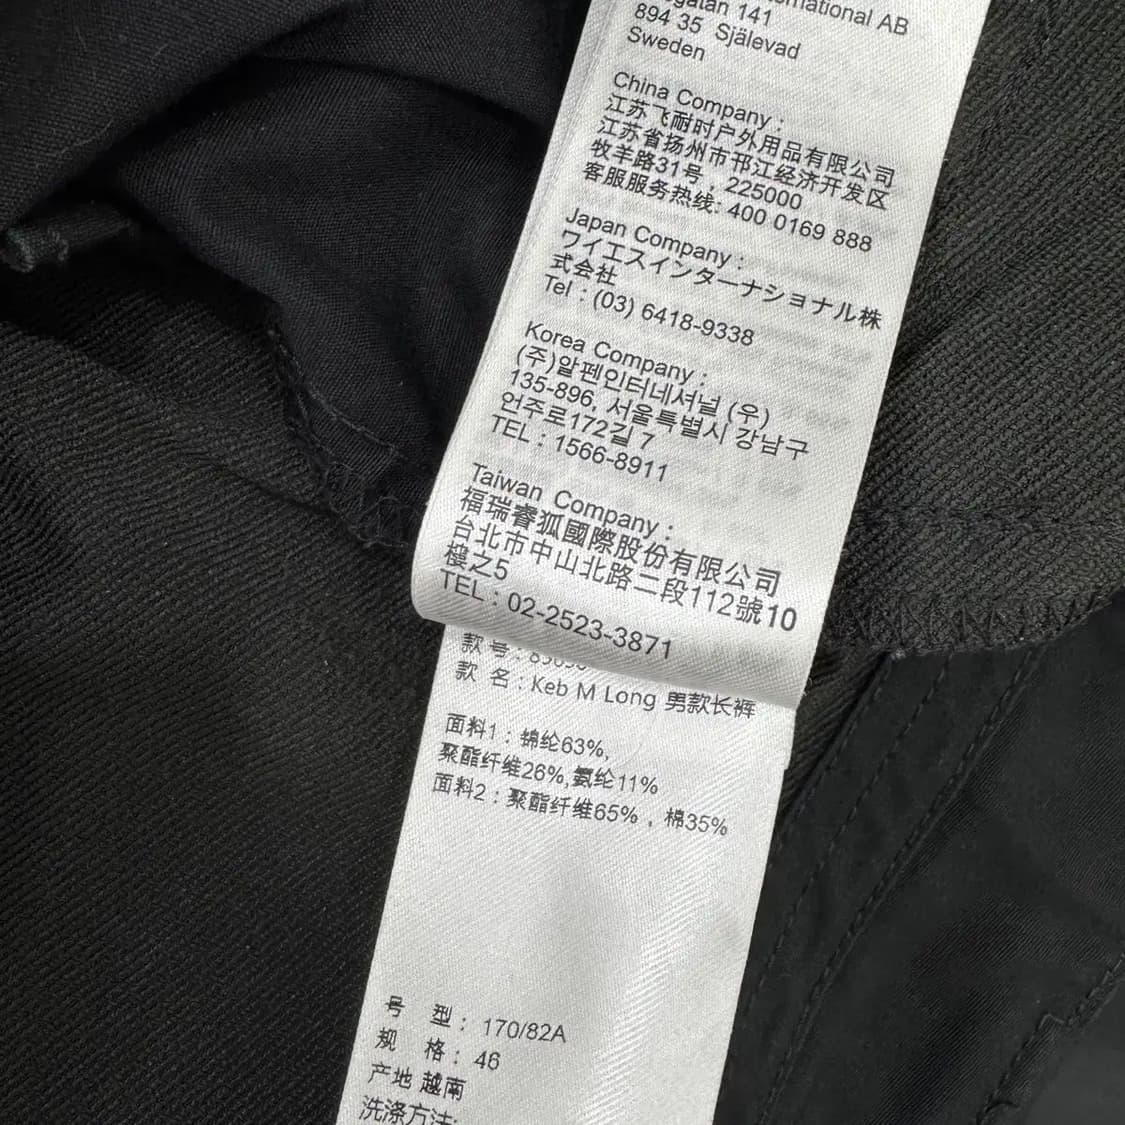 ternational AB
gatan 141
894 35 Själevad
Sweden
China Company :
江苏飞耐时户外用品有限公司
江苏省扬州市邗江经济开发区
牧羊路31号 , 225000
客服服务热线: 400 0169 888
Japan Company :
ワイエスインターナショナル株
式会社
Tel : (03) 6418-9338
Korea Company :
(주)알펜인터네셔널 (우)
135-896, 서울특별시 강남구
언주로172길 7
TEL : 1566-8911
Taiwan Company :
福瑞睿狐國際股份有限公司
台北市中山北路二段112號10
樓之5
TEL : 02-2523-3871
款 号 :
款 名 : Keb M Long 男款长裤
面料1 : 锦纶63%,
聚酯纤维26%,氨纶11%
面料2 : 聚酯纤维65% , 棉35%
号 型 : 170/82A
规 格 : 46
产地 越南
洗涤方法: